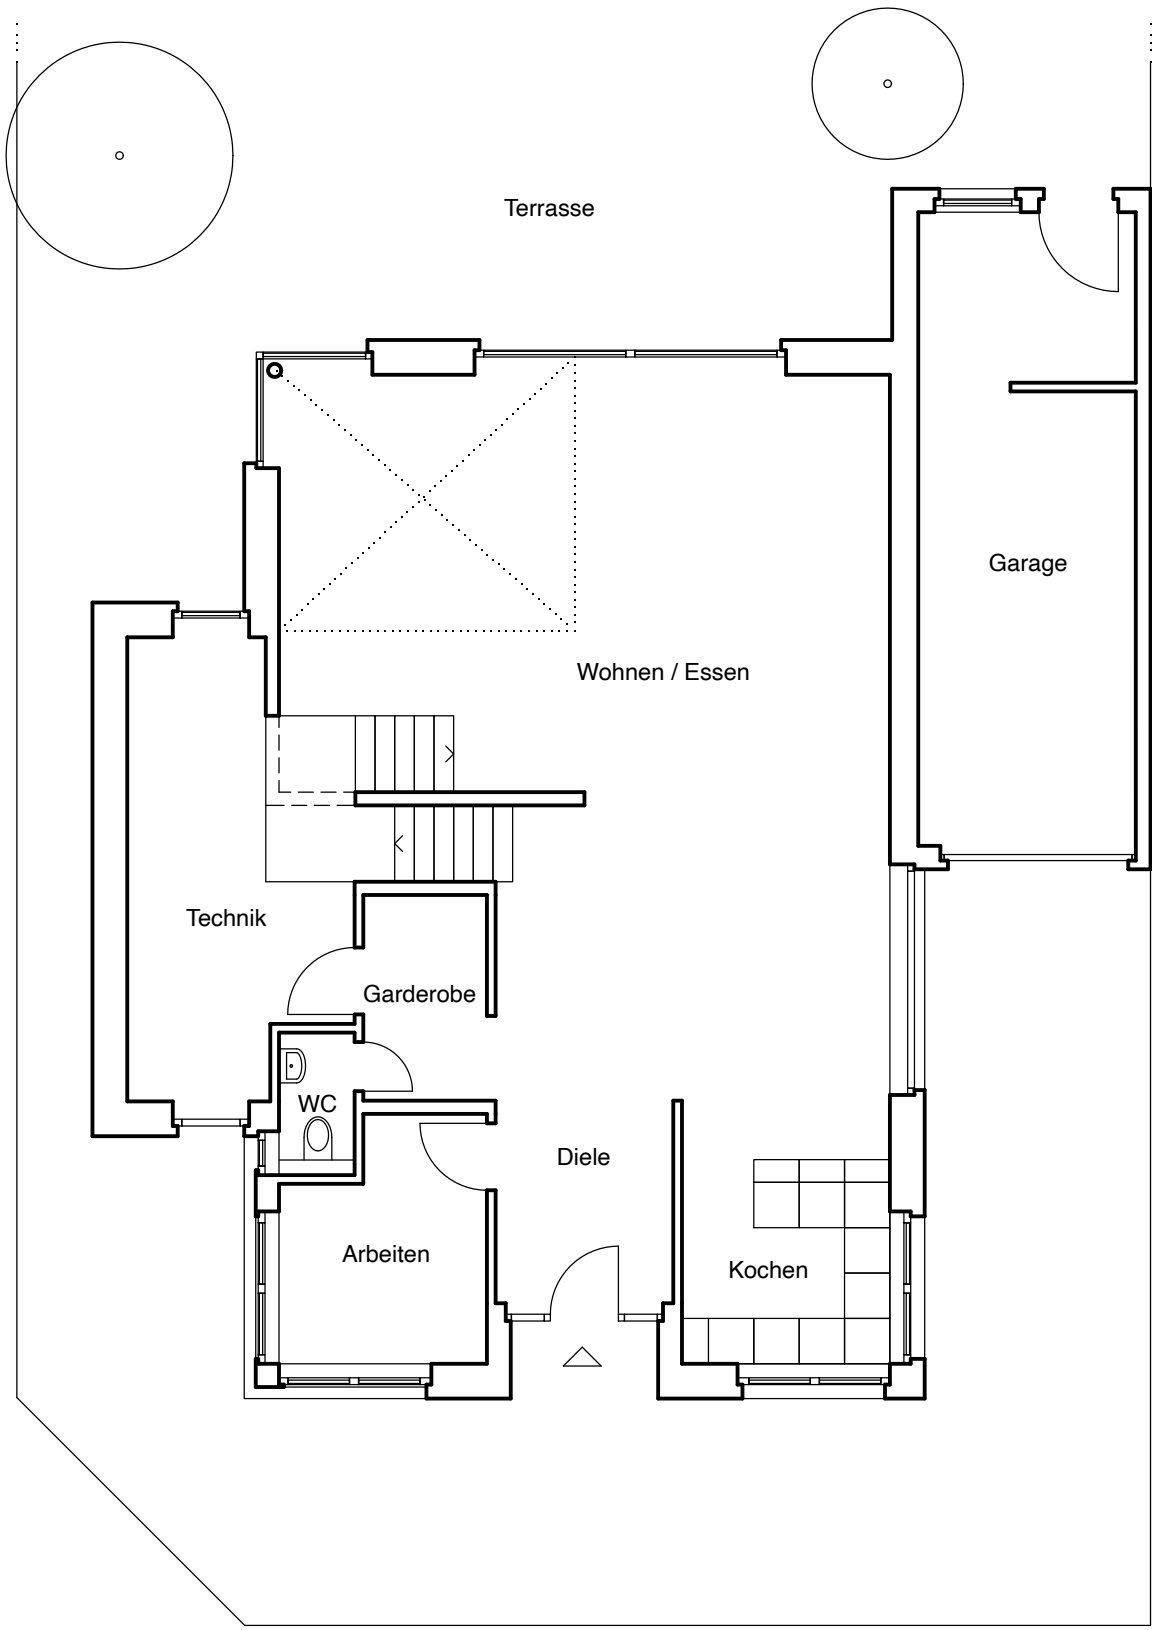 Terrasse
Garage
Wohnen / Essen
Technik
Garderobe
WC
Diele
Arbeiten
Kochen